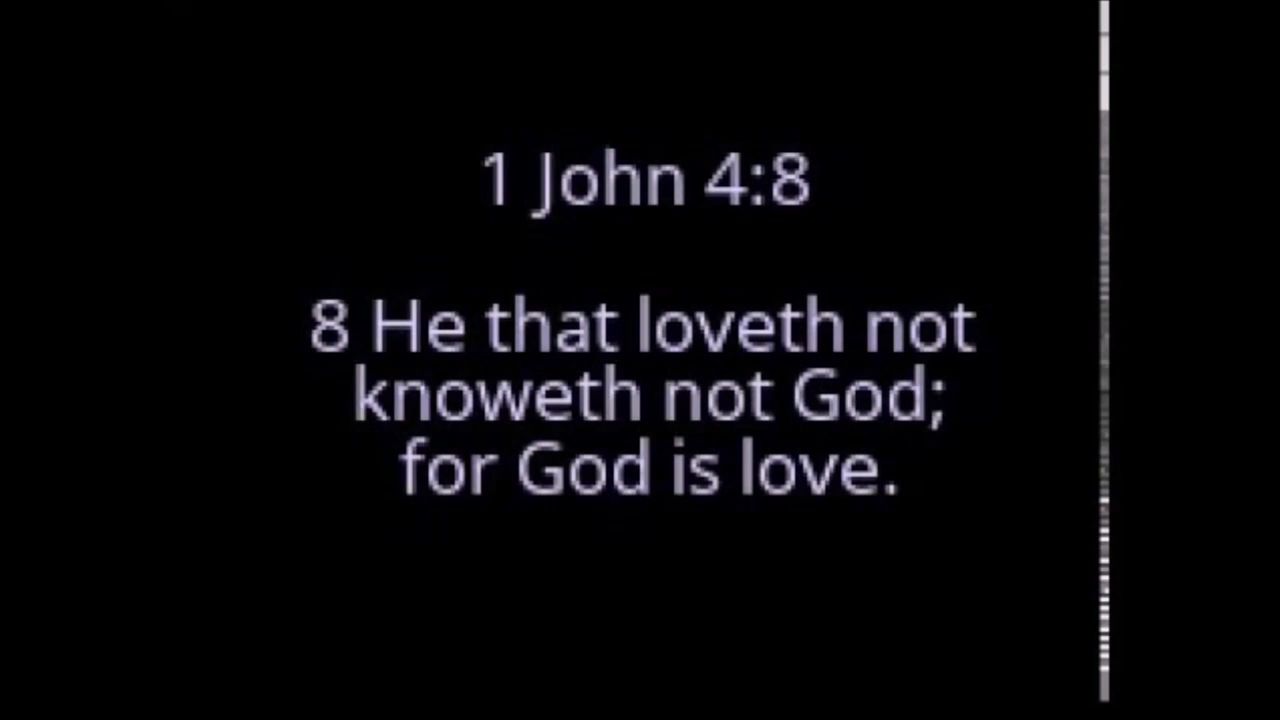 1 John 4:8
8 He that loveth not
knoweth not God;
for God is love.